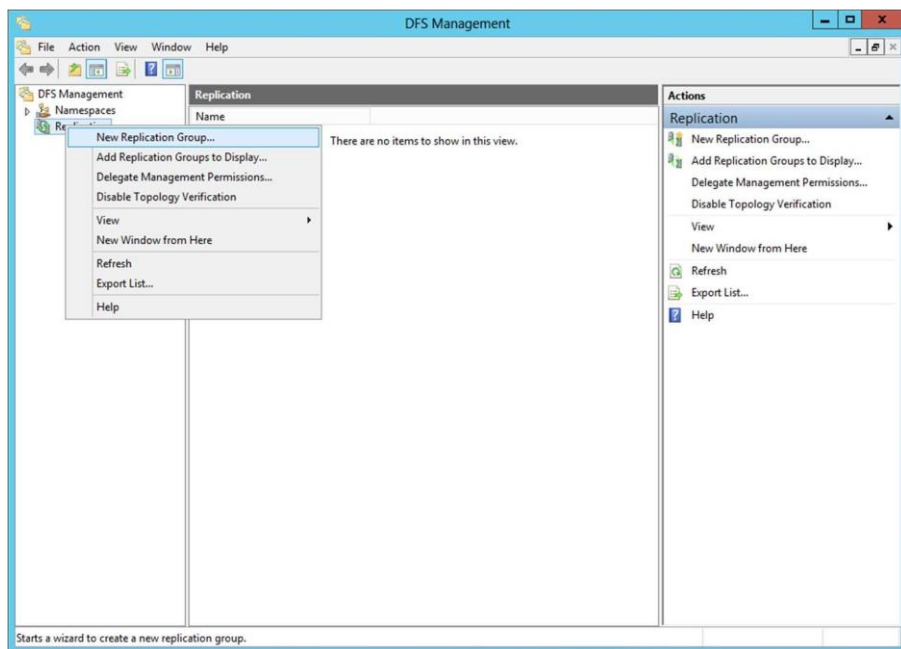 DFS Management
File Action View Window Help
DFS Management
Namespaces
Replication
Name
There are no items to show in this view.
New Replication Group...
Add Replication Groups to Display...
Delegate Management Permissions...
Disable Topology Verification
View
New Window from Here
Refresh
Export List...
Help
Actions
Replication
New Replication Group...
Add Replication Groups to Display...
Delegate Management Permissions...
Disable Topology Verification
View
New Window from Here
Refresh
Export List...
Help
Starts a wizard to create a new replication group.